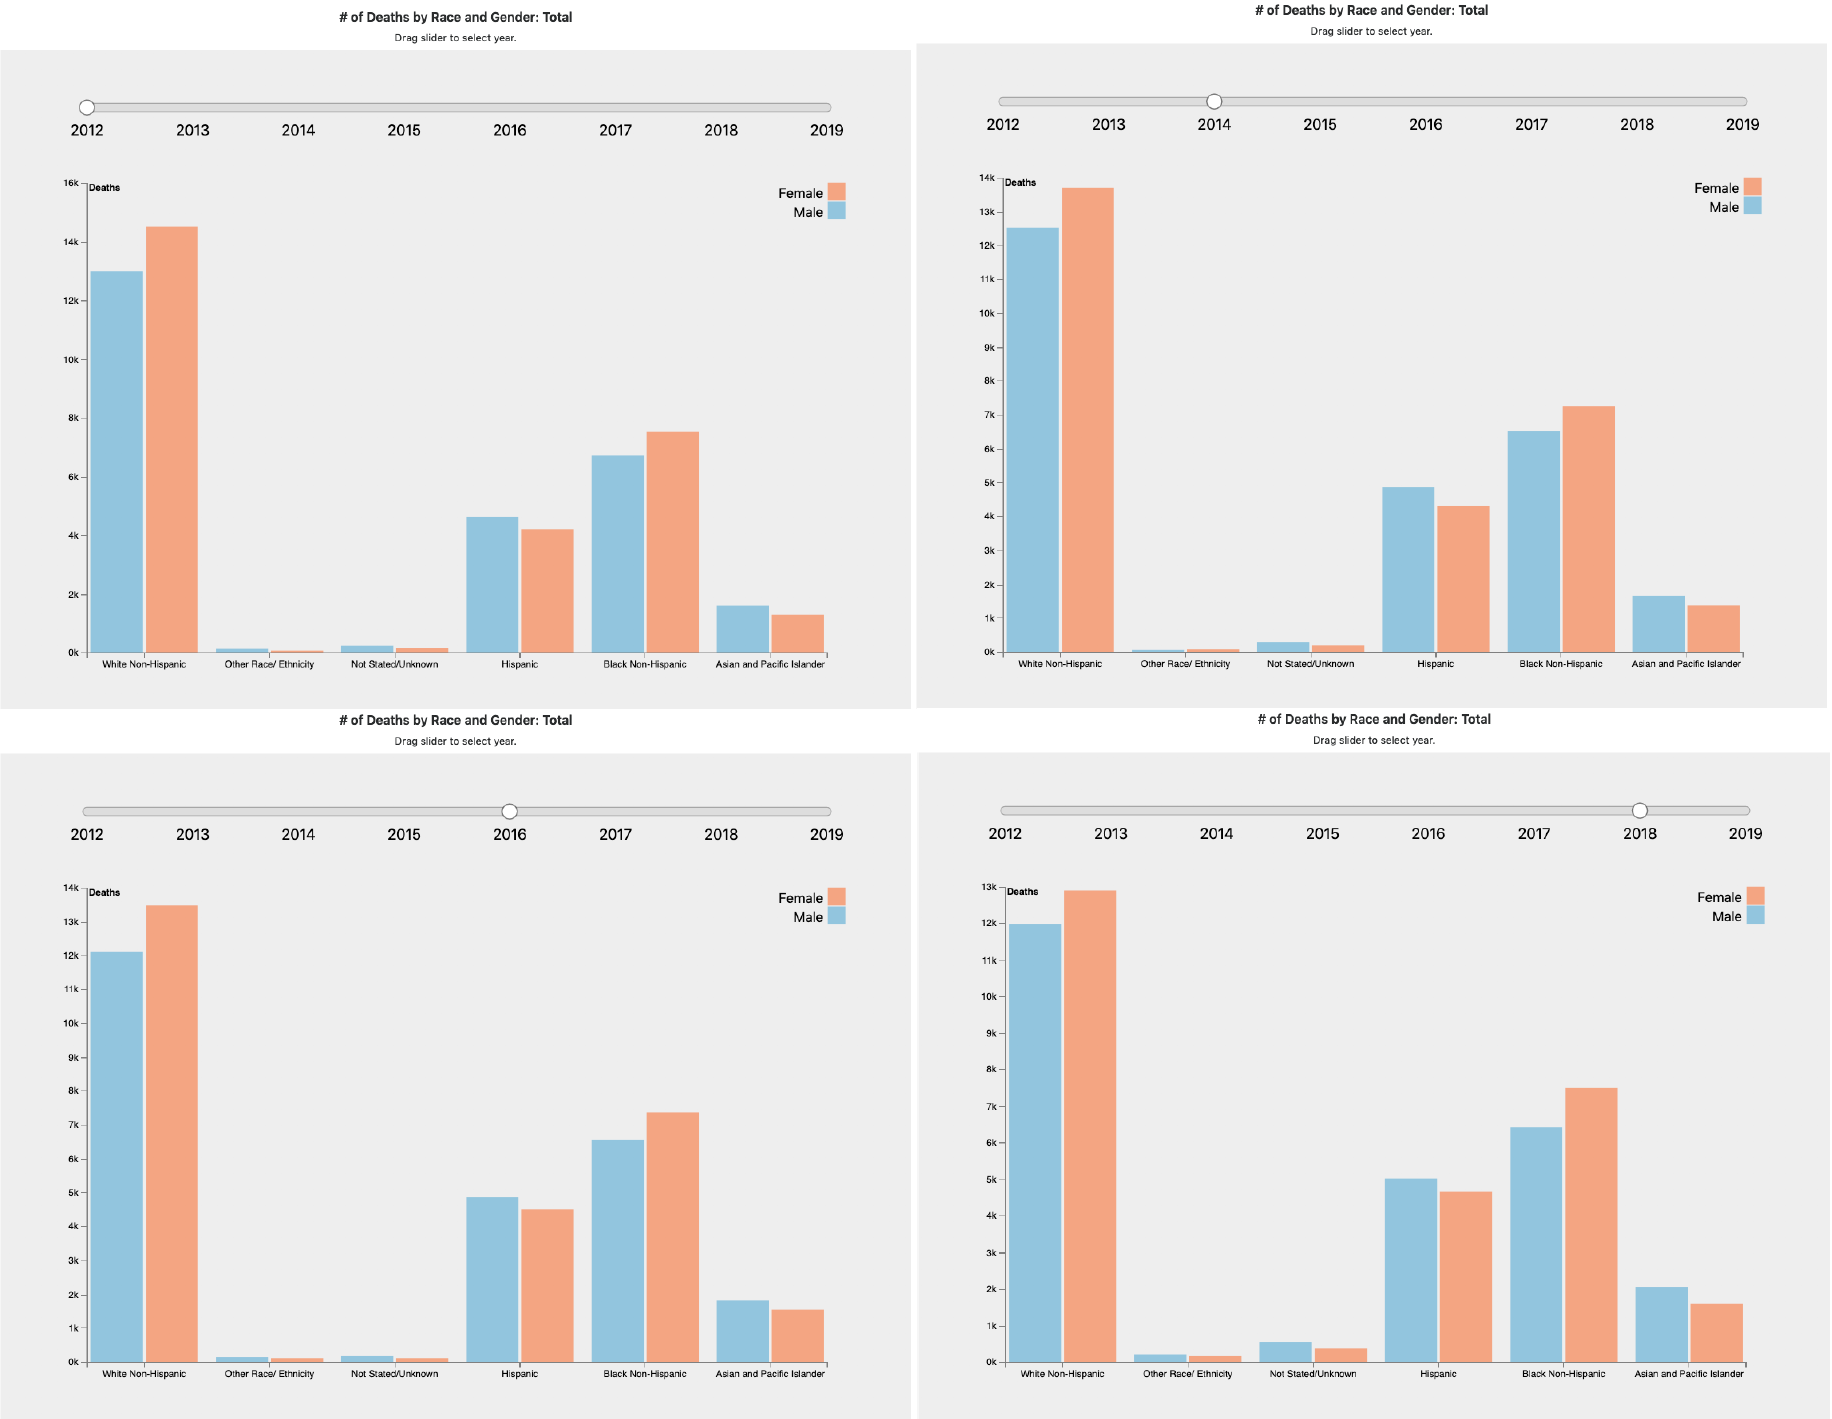 # of Deaths by Race and Gender: Total
Drag slider to select year.
2012 2013 2014 2015 2016 2017 2018 2019
Deaths
Female
Male
16k
14k
12k
10k
8k
6k
4k
2k
0k
White Non-Hispanic Other Race/ Ethnicity Not Stated/Unknown Hispanic Black Non-Hispanic Asian and Pacific Islander
# of Deaths by Race and Gender: Total
Drag slider to select year.
2012 2013 2014 2015 2016 2017 2018 2019
Deaths
Female
Male
14k
13k
12k
11k
10k
9k
8k
7k
6k
5k
4k
3k
2k
1k
0k
White Non-Hispanic Other Race/ Ethnicity Not Stated/Unknown Hispanic Black Non-Hispanic Asian and Pacific Islander
# of Deaths by Race and Gender: Total
Drag slider to select year.
2012 2013 2014 2015 2016 2017 2018 2019
Deaths
Female
Male
14k
13k
12k
11k
10k
9k
8k
7k
6k
5k
4k
3k
2k
1k
0k
White Non-Hispanic Other Race/ Ethnicity Not Stated/Unknown Hispanic Black Non-Hispanic Asian and Pacific Islander
# of Deaths by Race and Gender: Total
Drag slider to select year.
2012 2013 2014 2015 2016 2017 2018 2019
Deaths
Female
Male
13k
12k
11k
10k
9k
8k
7k
6k
5k
4k
3k
2k
1k
0k
White Non-Hispanic Other Race/ Ethnicity Not Stated/Unknown Hispanic Black Non-Hispanic Asian and Pacific Islander